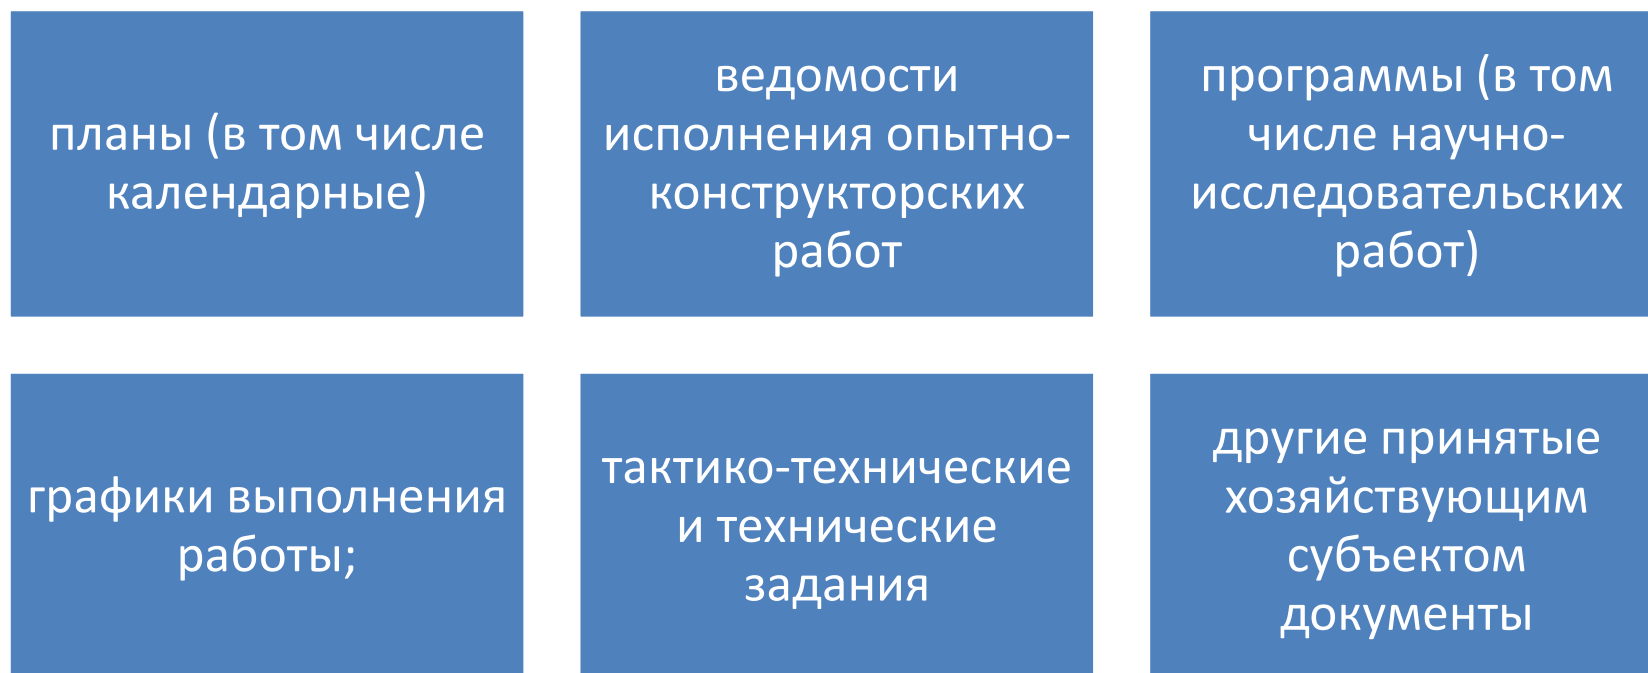 планы (в том числе
календарные)
ведомости
исполнения опытно-
конструкторских
работ
программы (в том
числе научно-
исследовательских
работ)
графики выполнения
работы;
тактико-технические
и технические
задания
другие принятые
хозяйствующим
субъектом
документы